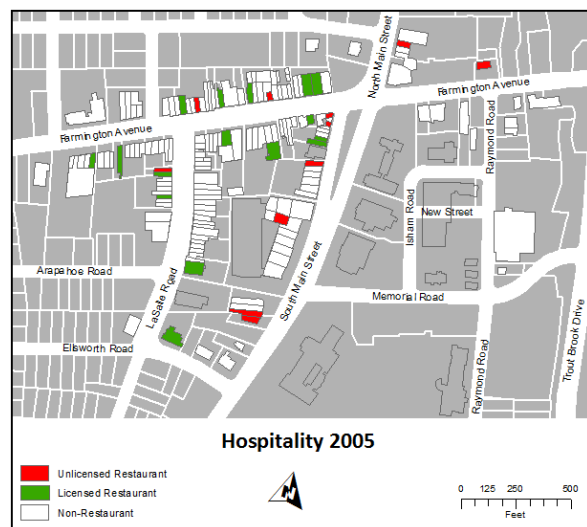 North Main Street
Farmington Avenue
Raymond Road
Farmington Avenue
Isham Road
New Street
Arapahoe Road
LaSalle Road
South Main Street
Memorial Road
Ellsworth Road
Raymond Road
Trout Brook Drive
Hospitality 2005
Unlicensed Restaurant
Licensed Restaurant
Non-Restaurant
N
0 125 250 500
Feet